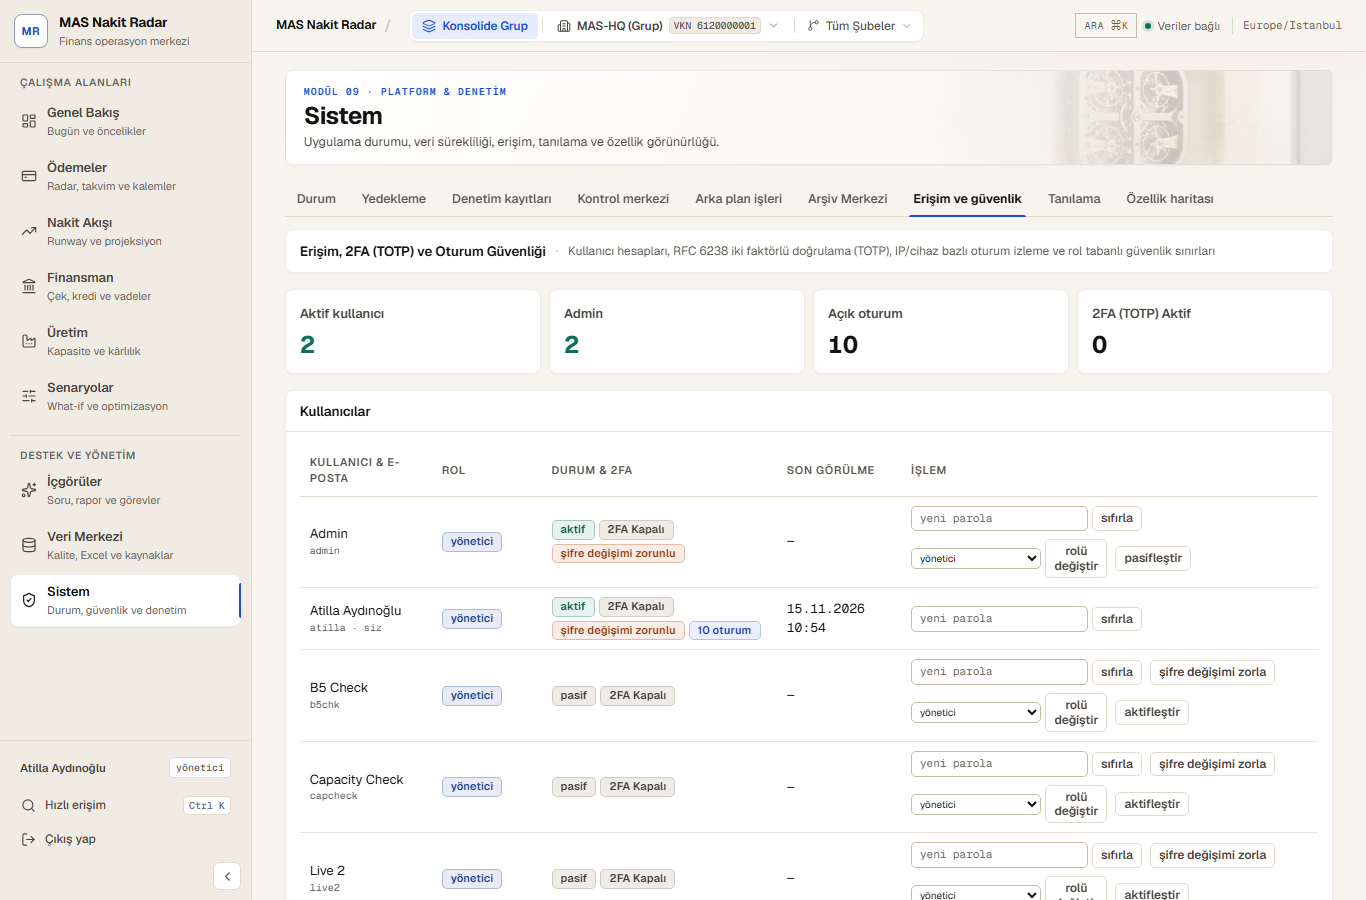 MR
MAS Nakit Radar
Finans operasyon merkezi
ÇALIŞMA ALANLARI
Genel Bakış
Bugün ve öncelikler
Ödemeler
Radar, takvim ve kalemler
Nakit Akışı
Runway ve projeksiyon
Finansman
Çek, kredi ve vadeler
Üretim
Kapasite ve kârlılık
Senaryolar
What-if ve optimizasyon
DESTEK VE YÖNETİM
İçgörüler
Soru, rapor ve görevler
Veri Merkezi
Kalite, Excel ve kaynaklar
Sistem
Durum, güvenlik ve denetim
Atilla Aydınoğlu yönetici
Hızlı erişim Ctrl K
Çıkış yap
MAS Nakit Radar / Konsolide Grup MAS-HQ (Grup) VKN 6120000001 Tüm Şubeler ARA ⌘K Veriler bağlı Europe/Istanbul
MODÜL 09 · PLATFORM & DENETİM
Sistem
Uygulama durumu, veri sürekliliği, erişim, tanılama ve özellik görünürlüğü.
Durum Yedekleme Denetim kayıtları Kontrol merkezi Arka plan işleri Arşiv Merkezi Erişim ve güvenlik Tanılama Özellik haritası
Erişim, 2FA (TOTP) ve Oturum Güvenliği · Kullanıcı hesapları, RFC 6238 iki faktörlü doğrulama (TOTP), IP/cihaz bazlı oturum izleme ve rol tabanlı güvenlik sınırları
Aktif kullanıcı Admin Açık oturum 2FA (TOTP) Aktif
2 2 10 0
Kullanıcılar
KULLANICI & E-
POSTA ROL DURUM & 2FA SON GÖRÜLME İŞLEM
Admin
admin
yönetici
aktif 2FA Kapalı
şifre değişimi zorunlu
–
yeni parola sıfırla
yönetici rolü
değiştir pasifleştir
Atilla Aydınoğlu
atilla · siz
yönetici
aktif 2FA Kapalı
şifre değişimi zorunlu 10 oturum
15.11.2026
10:54
yeni parola sıfırla
B5 Check
b5chk
yönetici
pasif 2FA Kapalı
–
yeni parola sıfırla şifre değişimi zorla
yönetici rolü
değiştir aktifleştir
Capacity Check
capcheck
yönetici
pasif 2FA Kapalı
–
yeni parola sıfırla şifre değişimi zorla
yönetici rolü
değiştir aktifleştir
Live 2
live2
yönetici
pasif 2FA Kapalı
–
yeni parola sıfırla şifre değişimi zorla
yönetici rolü
değiştir aktifleştir